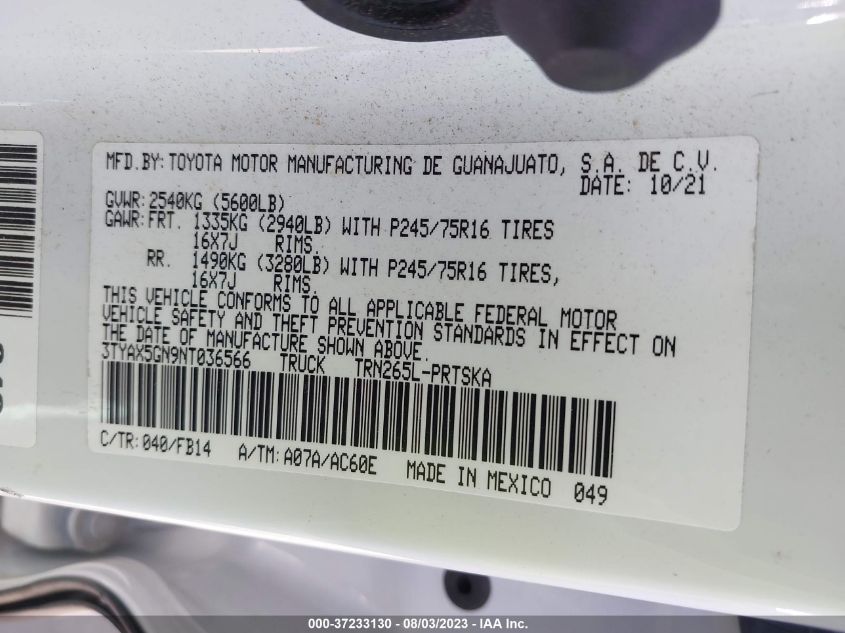 MFD.BY:TOYOTA MOTOR MANUFACTURING DE GUANAJUATO, S.A. DE C.V.
DATE: 10/21
GVWR:2540KG (5600LB)
GAWR:FRT. 1335KG (2940LB) WITH P245/75R16 TIRES
16X7J RIMS.
RR. 1490KG (3280LB) WITH P245/75R16 TIRES,
16X7J RIMS.
THIS VEHICLE CONFORMS TO ALL APPLICABLE FEDERAL MOTOR
VEHICLE SAFETY AND THEFT PREVENTION STANDARDS IN EFFECT ON
THE DATE OF MANUFACTURE SHOWN ABOVE.
3TYAX5GN9NT036566 TRUCK TRN265L-PRTSKA
C/TR:040/FB14 A/TM:A07A/AC60E MADE IN MEXICO 049
000-37233130 - 08/03/2023 - IAA Inc.